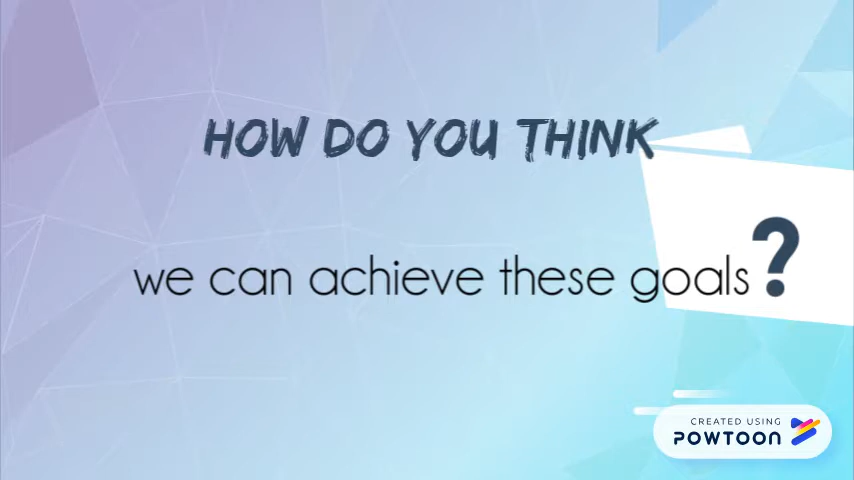 HOW DO YOU THINK
we can achieve these goals?
CREATED USING
POWTOON